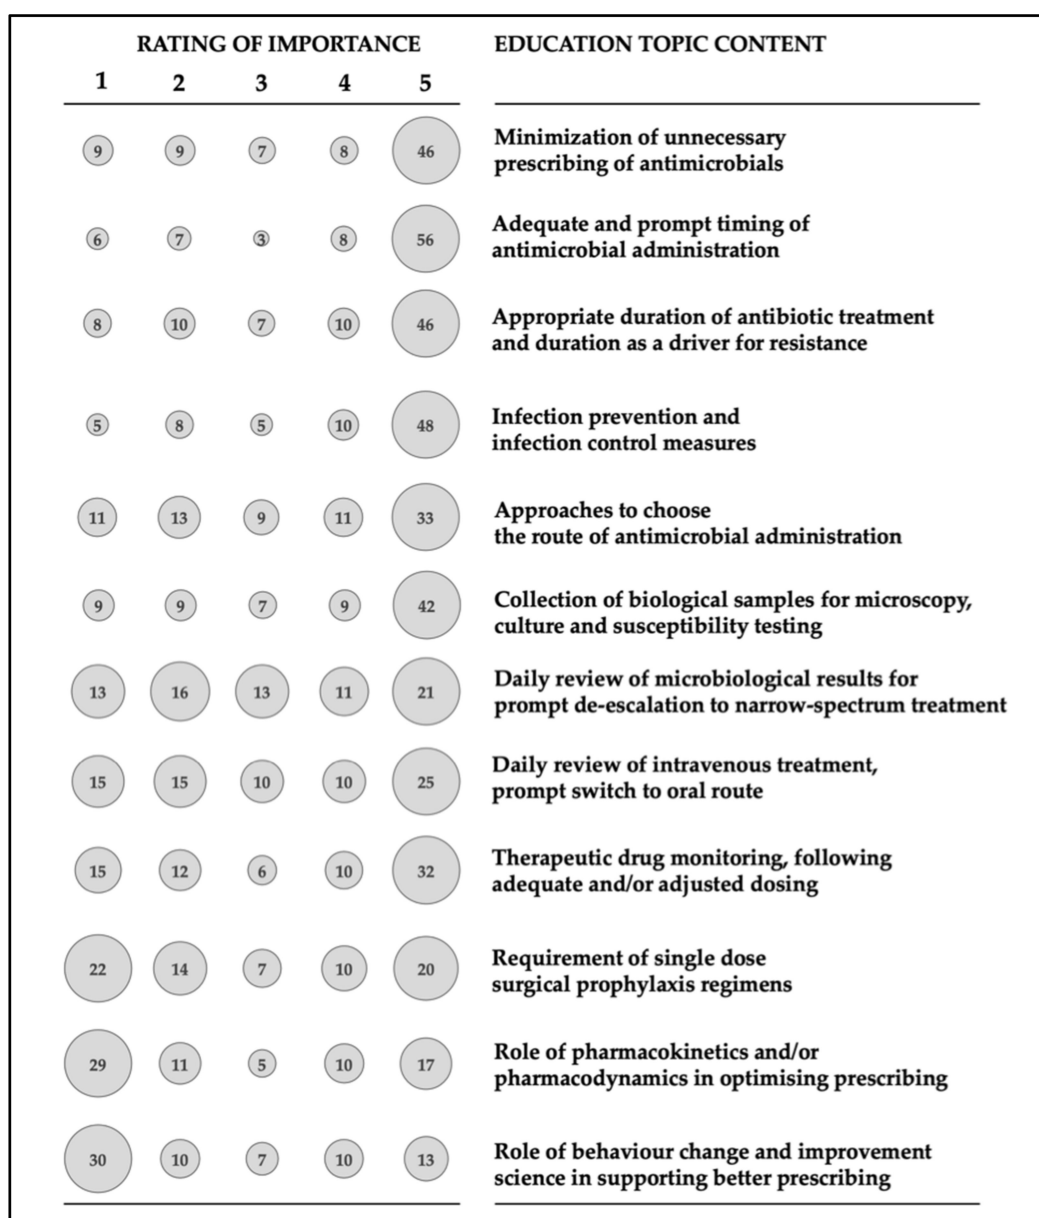 RATING OF IMPORTANCE EDUCATION TOPIC CONTENT
1 2 3 4 5
9 9 7 8 46 Minimization of unnecessary
prescribing of antimicrobials
6 7 3 8 56 Adequate and prompt timing of
antimicrobial administration
8 10 7 10 46 Appropriate duration of antibiotic treatment
and duration as a driver for resistance
5 8 5 10 48 Infection prevention and
infection control measures
11 13 9 11 33 Approaches to choose
the route of antimicrobial administration
9 9 7 9 42 Collection of biological samples for microscopy,
culture and susceptibility testing
13 16 13 11 21 Daily review of microbiological results for
prompt de-escalation to narrow-spectrum treatment
15 15 10 10 25 Daily review of intravenous treatment,
prompt switch to oral route
15 12 6 10 32 Therapeutic drug monitoring, following
adequate and/or adjusted dosing
22 14 7 10 20 Requirement of single dose
surgical prophylaxis regimens
29 11 5 10 17 Role of pharmacokinetics and/or
pharmacodynamics in optimising prescribing
30 10 7 10 13 Role of behaviour change and improvement
science in supporting better prescribing